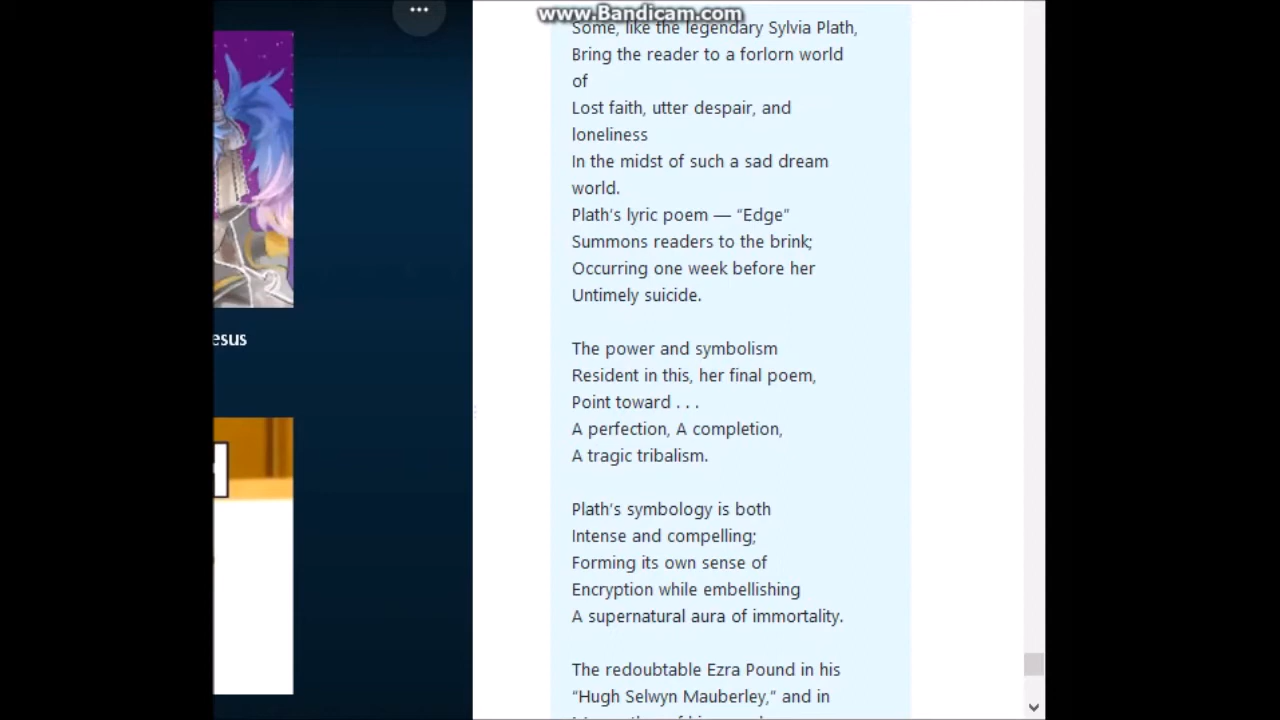 www.Bandicam.com
Some, like the legendary Sylvia Plath,
Bring the reader to a forlorn world
of
Lost faith, utter despair, and
loneliness
In the midst of such a sad dream
world.
Plath's lyric poem — “Edge”
Summons readers to the brink;
Occurring one week before her
Untimely suicide.
The power and symbolism
Resident in this, her final poem,
Point toward . . .
A perfection, A completion,
A tragic tribalism.
Plath's symbology is both
Intense and compelling;
Forming its own sense of
Encryption while embellishing
A supernatural aura of immortality.
The redoubtable Ezra Pound in his
“Hugh Selwyn Mauberley,” and in
esus